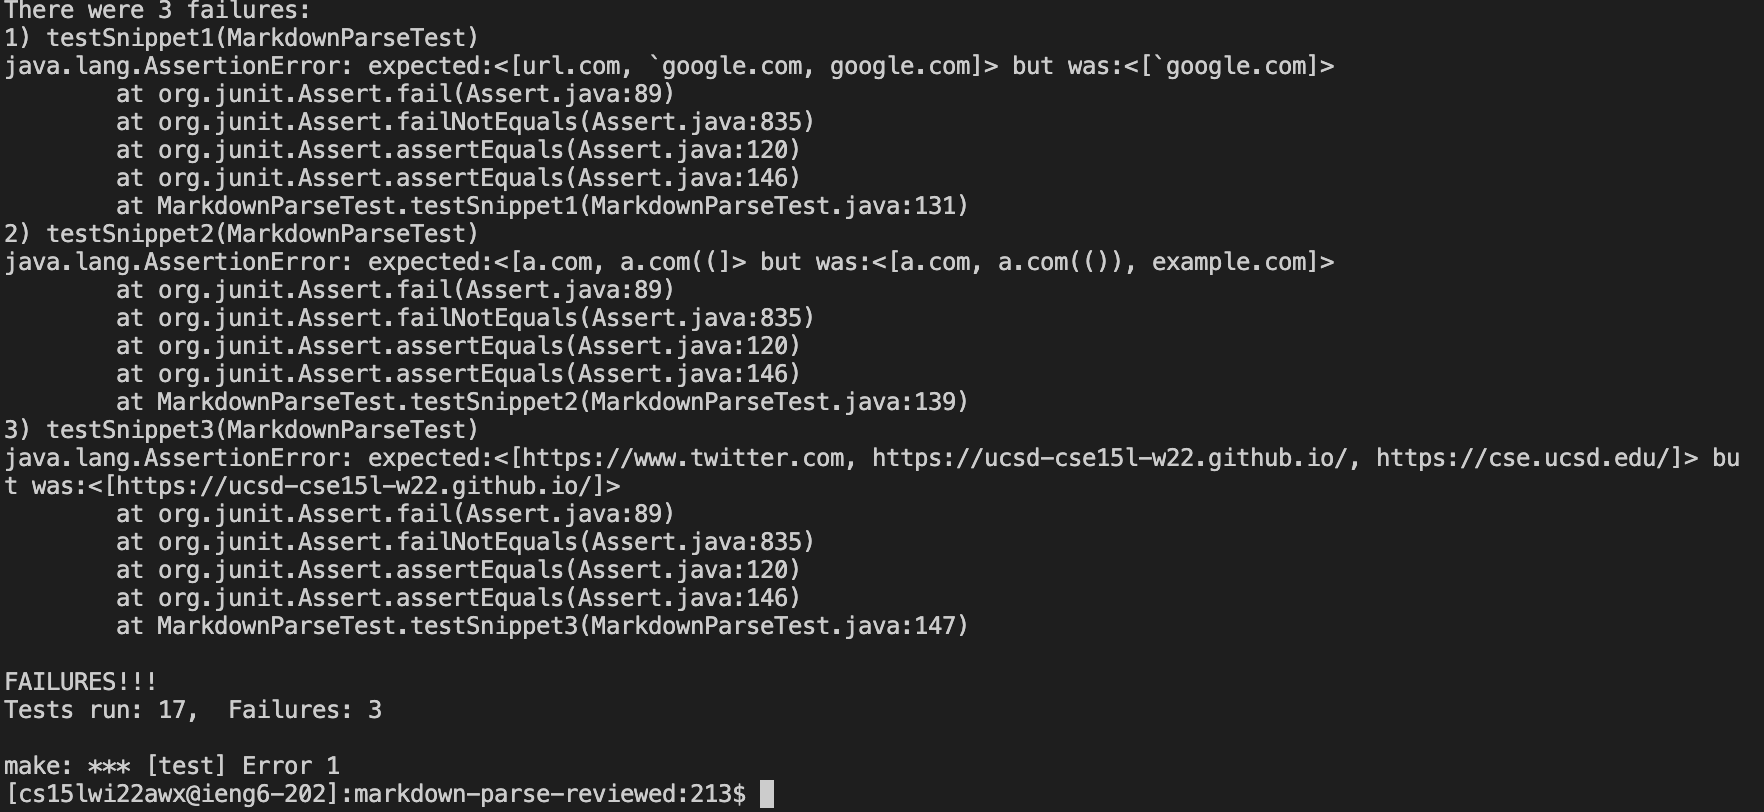 There were 3 failures:
1) testSnippet1(MarkdownParseTest)
java.lang.AssertionError: expected:<[url.com, `google.com, google.com]> but was:<[`google.com]>
        at org.junit.Assert.fail(Assert.java:89)
        at org.junit.Assert.failNotEquals(Assert.java:835)
        at org.junit.Assert.assertEquals(Assert.java:120)
        at org.junit.Assert.assertEquals(Assert.java:146)
        at MarkdownParseTest.testSnippet1(MarkdownParseTest.java:131)
2) testSnippet2(MarkdownParseTest)
java.lang.AssertionError: expected:<[a.com, a.com((]> but was:<[a.com, a.com(()), example.com]>
        at org.junit.Assert.fail(Assert.java:89)
        at org.junit.Assert.failNotEquals(Assert.java:835)
        at org.junit.Assert.assertEquals(Assert.java:120)
        at org.junit.Assert.assertEquals(Assert.java:146)
        at MarkdownParseTest.testSnippet2(MarkdownParseTest.java:139)
3) testSnippet3(MarkdownParseTest)
java.lang.AssertionError: expected:<[https://www.twitter.com, https://ucsd-cse15l-w22.github.io/, https://cse.ucsd.edu/]> bu
t was:<[https://ucsd-cse15l-w22.github.io/]>
        at org.junit.Assert.fail(Assert.java:89)
        at org.junit.Assert.failNotEquals(Assert.java:835)
        at org.junit.Assert.assertEquals(Assert.java:120)
        at org.junit.Assert.assertEquals(Assert.java:146)
        at MarkdownParseTest.testSnippet3(MarkdownParseTest.java:147)

FAILURES!!!
Tests run: 17,  Failures: 3

make: *** [test] Error 1
[cs15lwi22awx@ieng6-202]:markdown-parse-reviewed:213$